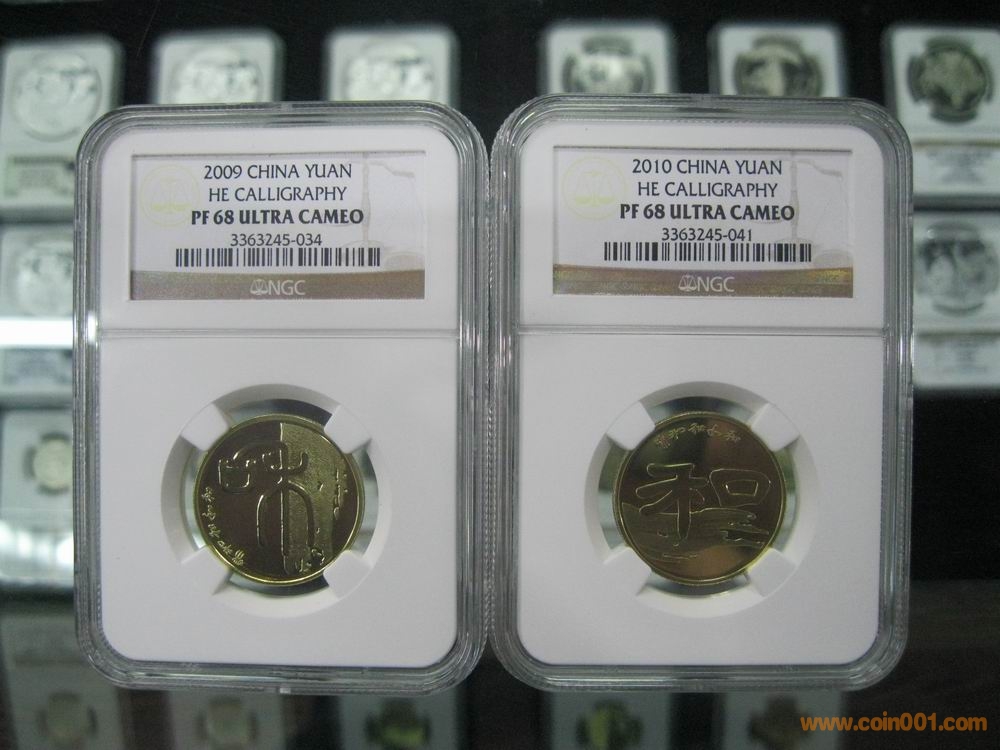 2009 CHINA YUAN
HE CALLIGRAPHY
PF 68 ULTRA CAMEO
3363245-034
NGC
2010 CHINA YUAN
HE CALLIGRAPHY
PF 68 ULTRA CAMEO
3363245-041
NGC
和
www.coin001.com